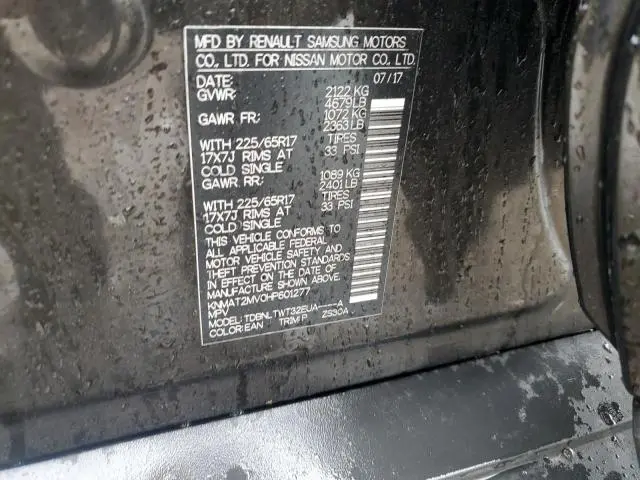 MFD BY RENAULT SAMSUNG MOTORS
CO., LTD. FOR NISSAN MOTOR CO., LTD.
DATE: 07/17
GVWR: 2122 KG
4679 LB
GAWR FR: 1072 KG
2363 LB
WITH 225/65R17 TIRES
17X7J RIMS AT 33 PSI
COLD SINGLE
GAWR RR: 1089 KG
2401 LB
WITH 225/65R17 TIRES
17X7J RIMS AT 33 PSI
COLD SINGLE
THIS VEHICLE CONFORMS TO
ALL APPLICABLE FEDERAL
MOTOR VEHICLE SAFETY AND
THEFT PREVENTION STANDARDS
IN EFFECT ON THE DATE OF
MANUFACTURE SHOWN ABOVE.
KNMAT2MV0HP601277
MPV
MODEL: TDBNLTWT32EUA----A
COLOR: EAN TRIM: P ZS30A